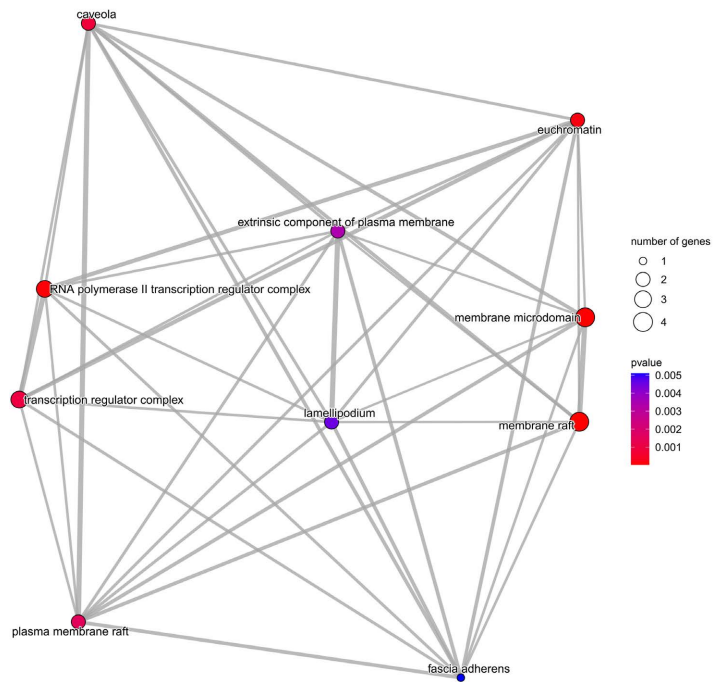 caveola
euchromatin
extrinsic component of plasma membrane
number of genes
1
2
3
4
RNA polymerase II transcription regulator complex
membrane microdomain
pvalue
0.005
0.004
0.003
0.002
0.001
transcription regulator complex
lamellipodium
membrane raft
plasma membrane raft
fascia adherens